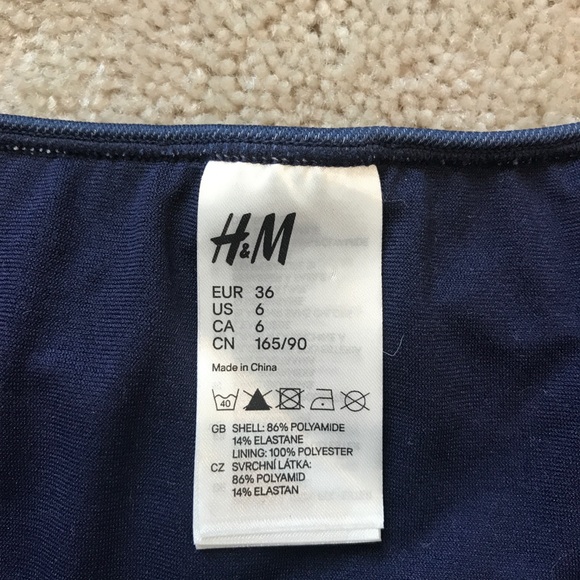 H&M
EUR 36
US 6
CA 6
CN 165/90
Made in China
40
GB SHELL: 86% POLYAMIDE
14% ELASTANE
LINING: 100% POLYESTER
CZ SVRCHNÍ LÁTKA:
86% POLYAMID
14% ELASTAN